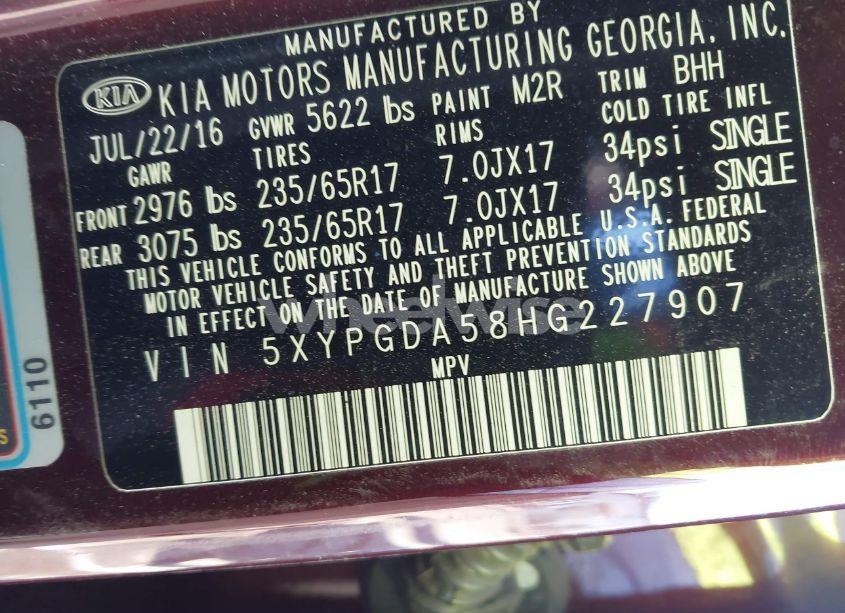 MANUFACTURED BY
KIA KIA MOTORS MANUFACTURING GEORGIA, INC.
JUL/22/16 GVWR 5622 lbs PAINT M2R TRIM BHH
GAWR TIRES RIMS COLD TIRE INFL
FRONT 2976 lbs 235/65R17 7.0JX17 34psi SINGLE
REAR 3075 lbs 235/65R17 7.0JX17 34psi SINGLE
THIS VEHICLE CONFORMS TO ALL APPLICABLE U.S.A. FEDERAL
MOTOR VEHICLE SAFETY AND THEFT PREVENTION STANDARDS
IN EFFECT ON THE DATE OF MANUFACTURE SHOWN ABOVE
wheelwise
VIN 5XYPGDA58HG227907
MPV
6110
S